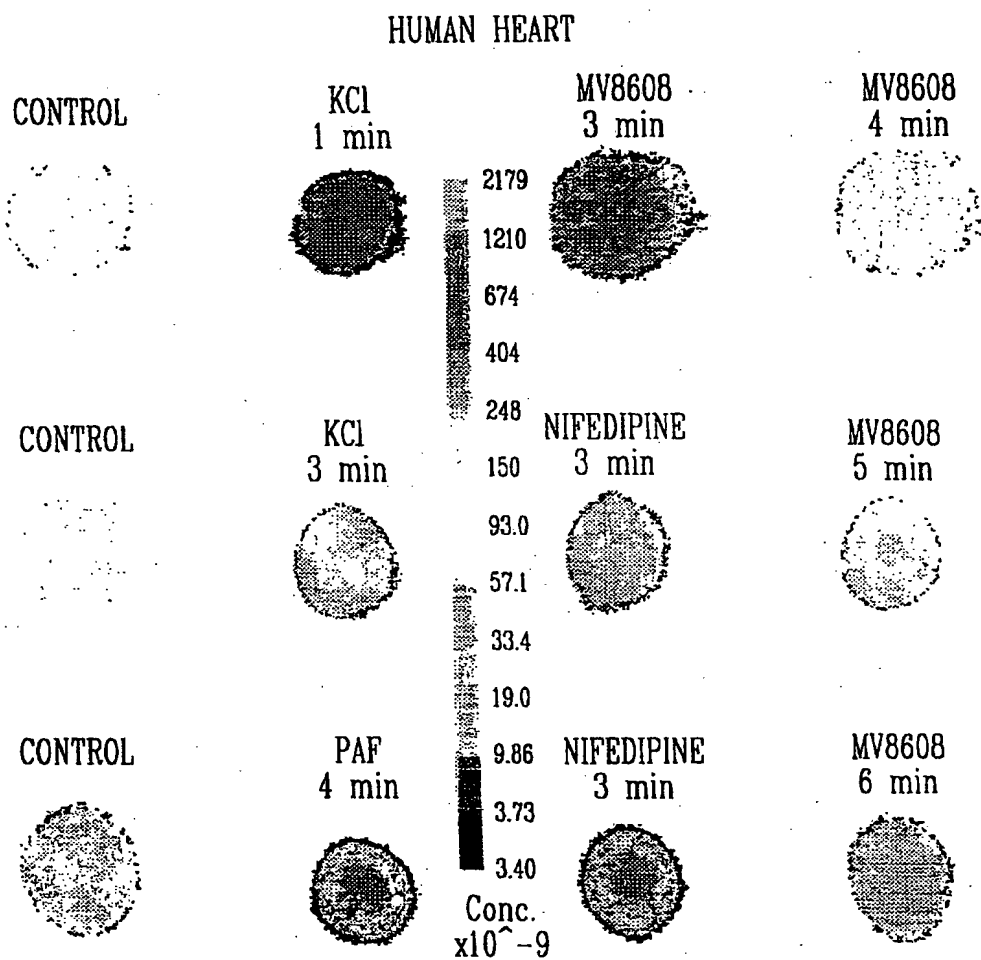 HUMAN HEART
CONTROL
KCl
1 min
MV8608
3 min
MV8608
4 min
2179
1210
674
404
248
150
93.0
57.1
33.4
19.0
9.86
3.73
3.40
Conc.
x10^-9
CONTROL
KCl
3 min
NIFEDIPINE
3 min
MV8608
5 min
CONTROL
PAF
4 min
NIFEDIPINE
3 min
MV8608
6 min